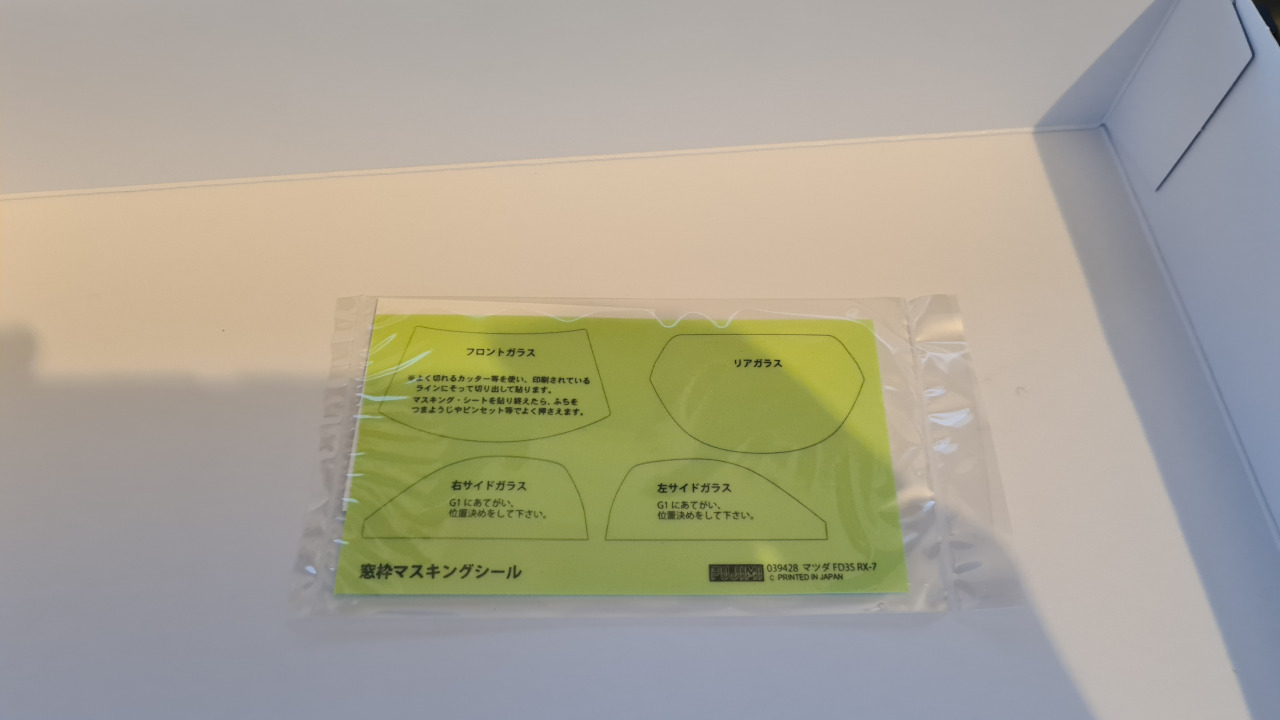 フロントガラス
※よく切れるカッター等を使い、印刷されている
ラインにそって切り出して貼ります。
マスキング・シートを貼り終えたら、ふちを
つまようじやピンセット等でよく押さえます。
リアガラス
右サイドガラス
G1 にあてがい、
位置決めをして下さい。
左サイドガラス
G1 にあてがい、
位置決めをして下さい。
窓枠マスキングシール
FUJIMI 039428 マツダ FD3S RX-7
C PRINTED IN JAPAN